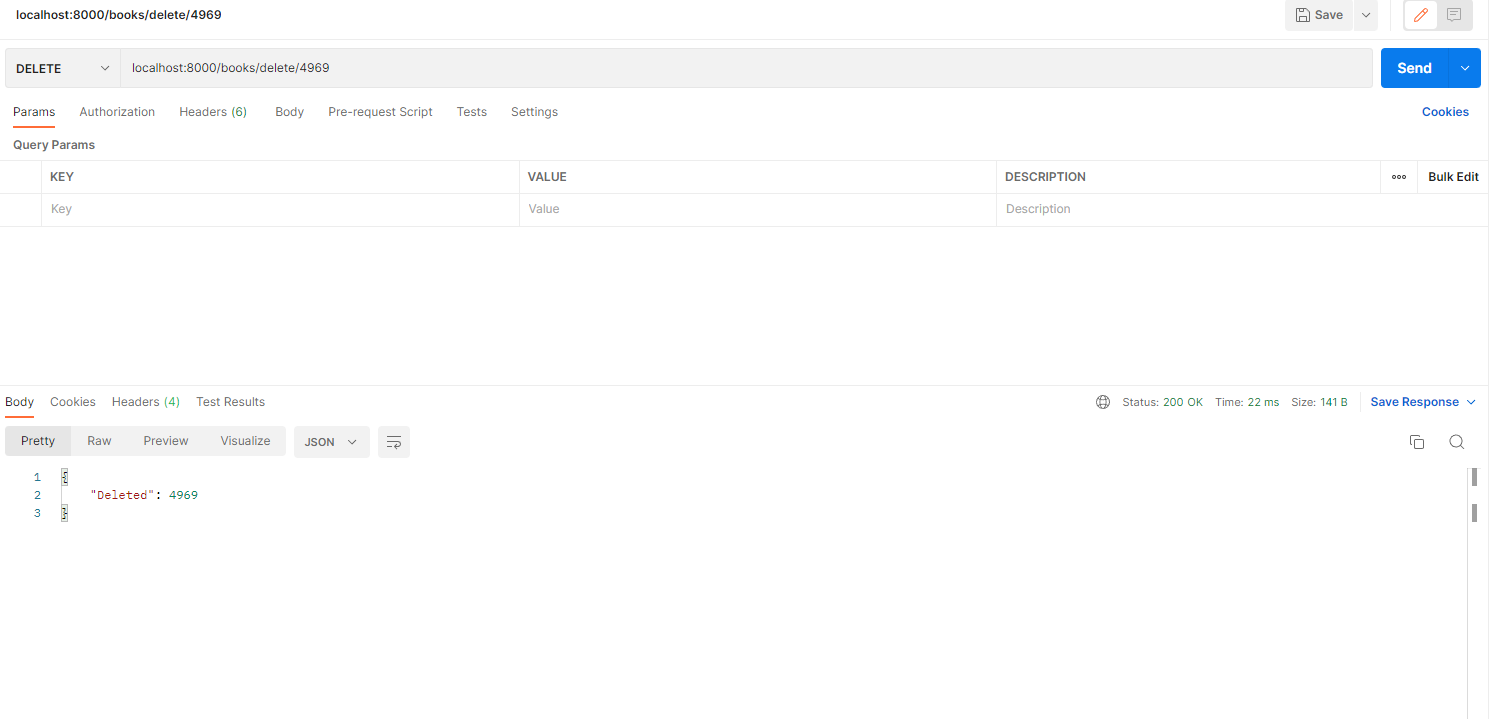 localhost:8000/books/delete/4969
Save
DELETE
localhost:8000/books/delete/4969
Send
Params Authorization Headers (6) Body Pre-request Script Tests Settings Cookies
Query Params
KEY VALUE DESCRIPTION Bulk Edit
Key Value Description
Body Cookies Headers (4) Test Results Status: 200 OK Time: 22 ms Size: 141 B Save Response
Pretty Raw Preview Visualize JSON
1 {
2 "Deleted": 4969
3 }